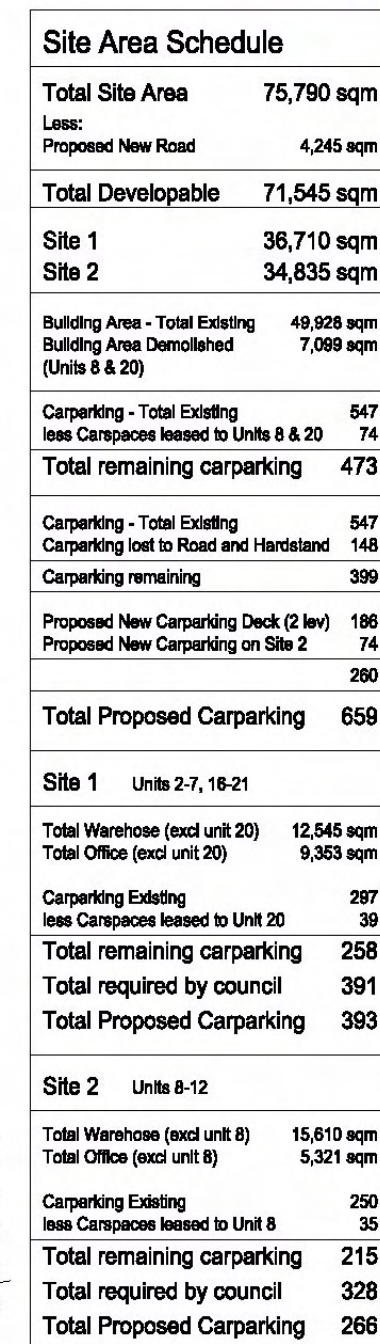 Site Area Schedule
Total Site Area 75,790 sqm
Less:
Proposed New Road 4,245 sqm
Total Developable 71,545 sqm
Site 1 36,710 sqm
Site 2 34,835 sqm
Building Area - Total Existing 49,928 sqm
Building Area Demolished 7,099 sqm
(Units 8 & 20)
Carparking - Total Existing 547
less Carspaces leased to Units 8 & 20 74
Total remaining carparking 473
Carparking - Total Existing 547
Carparking lost to Road and Hardstand 148
Carparking remaining 399
Proposed New Carparking Deck (2 lev) 186
Proposed New Carparking on Site 2 74
260
Total Proposed Carparking 659
Site 1 Units 2-7, 16-21
Total Warehose (excl unit 20) 12,545 sqm
Total Office (excl unit 20) 9,353 sqm
Carparking Existing 297
less Carspaces leased to Unit 20 39
Total remaining carparking 258
Total required by council 391
Total Proposed Carparking 393
Site 2 Units 8-12
Total Warehose (excl unit 8) 15,610 sqm
Total Office (excl unit 8) 5,321 sqm
Carparking Existing 250
less Carspaces leased to Unit 8 35
Total remaining carparking 215
Total required by council 328
Total Proposed Carparking 266